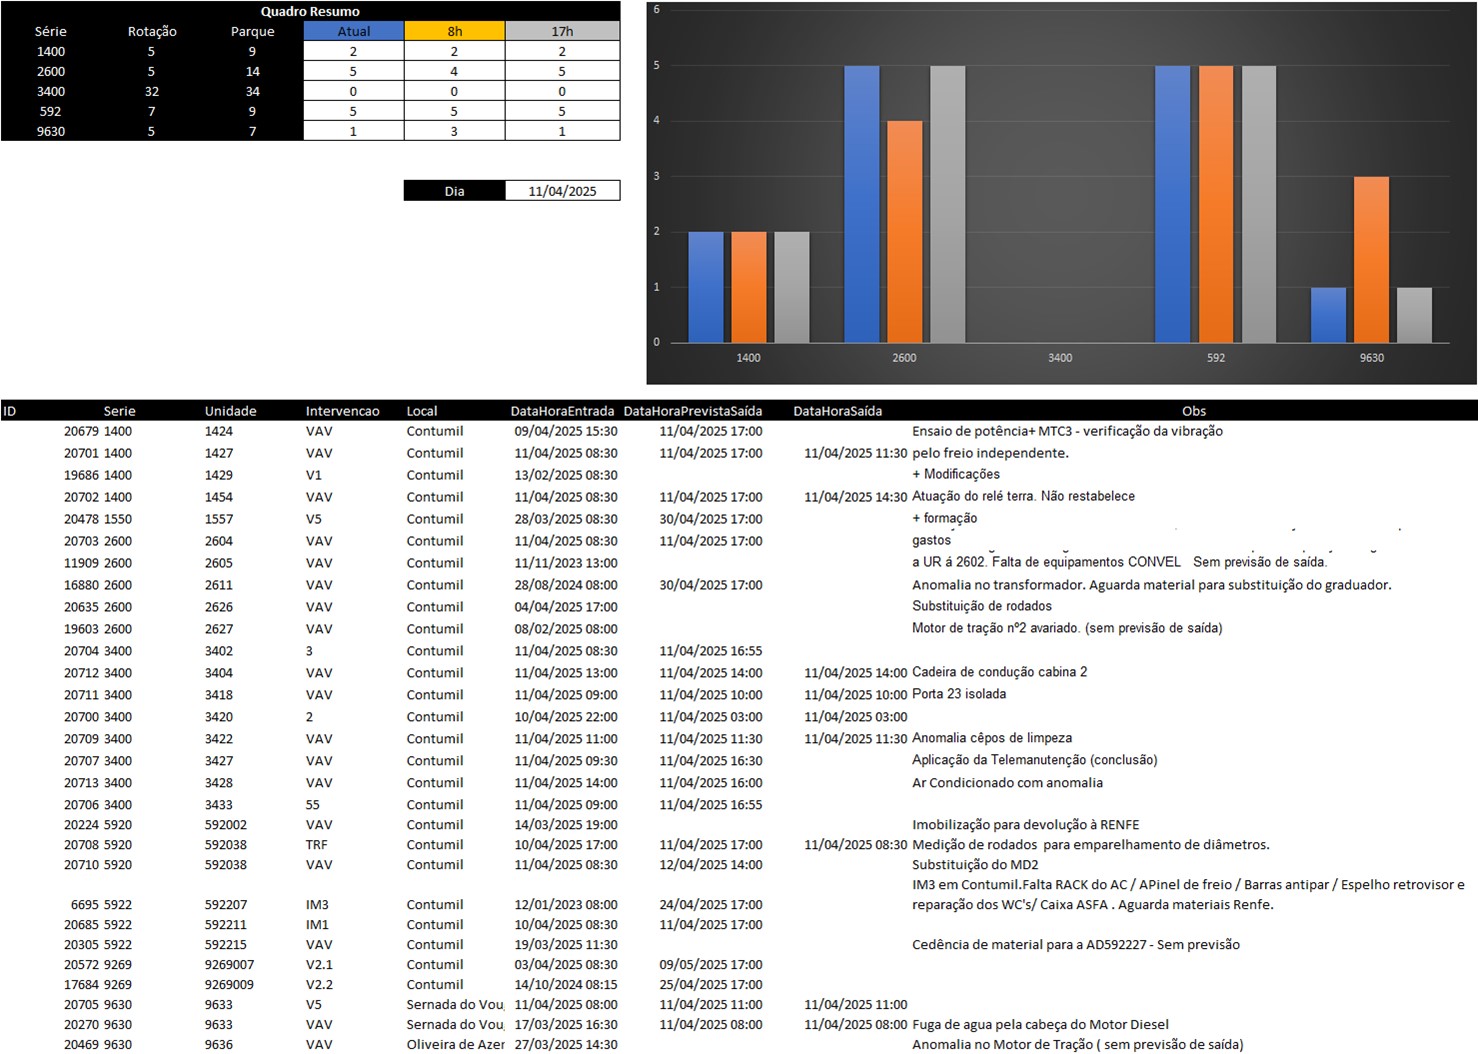 Quadro Resumo
Série Rotação Parque Atual 8h 17h
1400 5 9 2 2 2
2600 5 14 5 4 5
3400 32 34 0 0 0
592 7 9 5 5 5
9630 5 7 1 3 1
Dia 11/04/2025
6
5
4
3
2
1
0
1400 2600 3400 592 9630
ID Serie Unidade Intervencao Local DataHoraEntrada DataHoraPrevistaSaída DataHoraSaída Obs
20679 1400 1424 VAV Contumil 09/04/2025 15:30 11/04/2025 17:00 Ensaio de potência+ MTC3 - verificação da vibração
20701 1400 1427 VAV Contumil 11/04/2025 08:30 11/04/2025 17:00 11/04/2025 11:30 pelo freio independente.
19686 1400 1429 V1 Contumil 13/02/2025 08:30 + Modificações
20702 1400 1454 VAV Contumil 11/04/2025 08:30 11/04/2025 17:00 11/04/2025 14:30 Atuação do relé terra. Não restabelece
20478 1550 1557 V5 Contumil 28/03/2025 08:30 30/04/2025 17:00 + formação
20703 2600 2604 VAV Contumil 11/04/2025 08:30 11/04/2025 17:00 gastos
11909 2600 2605 VAV Contumil 11/11/2023 13:00 a UR á 2602. Falta de equipamentos CONVEL Sem previsão de saída.
16880 2600 2611 VAV Contumil 28/08/2024 08:00 30/04/2025 17:00 Anomalia no transformador. Aguarda material para substituição do graduador.
20635 2600 2626 VAV Contumil 04/04/2025 17:00 Substituição de rodados
19603 2600 2627 VAV Contumil 08/02/2025 08:00 Motor de tração nº2 avariado. (sem previsão de saída)
20704 3400 3402 3 Contumil 11/04/2025 08:30 11/04/2025 16:55
20712 3400 3404 VAV Contumil 11/04/2025 13:00 11/04/2025 14:00 11/04/2025 14:00 Cadeira de condução cabina 2
20711 3400 3418 VAV Contumil 11/04/2025 09:00 11/04/2025 10:00 11/04/2025 10:00 Porta 23 isolada
20700 3400 3420 2 Contumil 10/04/2025 22:00 11/04/2025 03:00 11/04/2025 03:00
20709 3400 3422 VAV Contumil 11/04/2025 11:00 11/04/2025 11:30 11/04/2025 11:30 Anomalia cêpos de limpeza
20707 3400 3427 VAV Contumil 11/04/2025 09:30 11/04/2025 16:30 Aplicação da Telemanutenção (conclusão)
20713 3400 3428 VAV Contumil 11/04/2025 14:00 11/04/2025 16:00 Ar Condicionado com anomalia
20706 3400 3433 55 Contumil 11/04/2025 09:00 11/04/2025 16:55
20224 5920 592002 VAV Contumil 14/03/2025 19:00 Imobilização para devolução à RENFE
20708 5920 592038 TRF Contumil 10/04/2025 17:00 11/04/2025 17:00 11/04/2025 08:30 Medição de rodados para emparelhamento de diâmetros.
20710 5920 592038 VAV Contumil 11/04/2025 08:30 12/04/2025 14:00 Substituição do MD2
IM3 em Contumil.Falta RACK do AC / APinel de freio / Barras antipar / Espelho retrovisor e
6695 5922 592207 IM3 Contumil 12/01/2023 08:00 24/04/2025 17:00 reparação dos WC's/ Caixa ASFA . Aguarda materiais Renfe.
20685 5922 592211 IM1 Contumil 10/04/2025 08:30 11/04/2025 17:00
20305 5922 592215 VAV Contumil 19/03/2025 11:30 Cedência de material para a AD592227 - Sem previsão
20572 9269 9269007 V2.1 Contumil 03/04/2025 08:30 09/05/2025 17:00
17684 9269 9269009 V2.2 Contumil 14/10/2024 08:15 25/04/2025 17:00
20705 9630 9633 V5 Sernada do Vou 11/04/2025 08:00 11/04/2025 11:00 11/04/2025 11:00
20270 9630 9633 VAV Sernada do Vou 17/03/2025 16:30 11/04/2025 08:00 11/04/2025 08:00 Fuga de agua pela cabeça do Motor Diesel
20469 9630 9636 VAV Oliveira de Azer 27/03/2025 14:30 Anomalia no Motor de Tração ( sem previsão de saída)